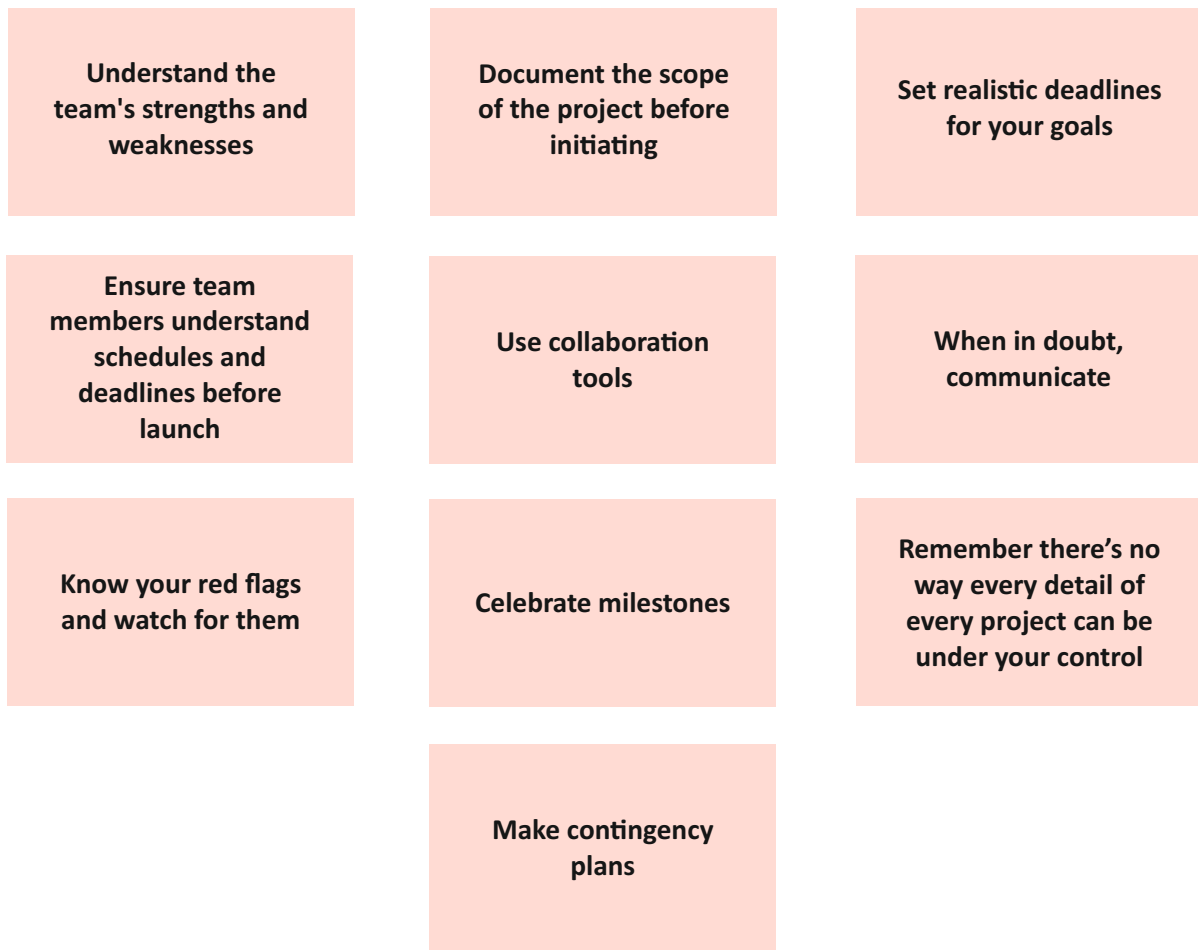 Understand the
team's strengths and
weaknesses
Document the scope
of the project before
initiating
Set realistic deadlines
for your goals
Ensure team
members understand
schedules and
deadlines before
launch
Use collaboration
tools
When in doubt,
communicate
Know your red flags
and watch for them
Celebrate milestones
Remember there’s no
way every detail of
every project can be
under your control
Make contingency
plans